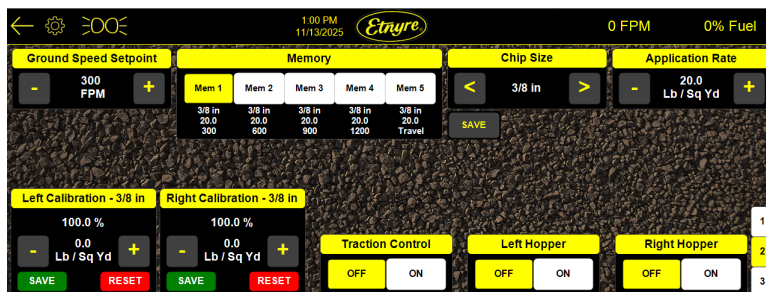 1:00 PM
11/13/2025
Etnyre
0 FPM
0% Fuel
Ground Speed Setpoint
-
300
FPM
+
Memory
Mem 1 Mem 2 Mem 3 Mem 4 Mem 5
3/8 in 3/8 in 3/8 in 3/8 in 3/8 in
20.0 20.0 20.0 20.0 20.0
300 600 900 1200 Travel
Chip Size
< 3/8 in >
SAVE
Application Rate
-
20.0
Lb / Sq Yd
+
Left Calibration - 3/8 in
100.0 %
-
0.0
Lb / Sq Yd
+
SAVE RESET
Right Calibration - 3/8 in
100.0 %
-
0.0
Lb / Sq Yd
+
SAVE RESET
Traction Control
OFF ON
Left Hopper
OFF ON
Right Hopper
OFF ON
1
2
3